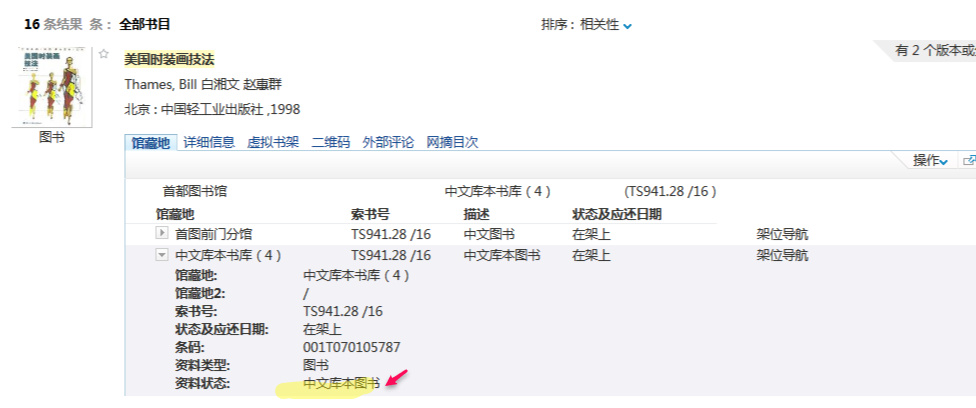 16 条结果 条： 全部书目
排序：相关性
有 2 个版本或
美国时装画
技法
图书
美国时装画技法
Thames, Bill 白湘文 赵惠群
北京：中国轻工业出版社 ,1998
馆藏地 详细信息 虚拟书架 二维码 外部评论 网摘目次
操作
首都图书馆 中文库本书库（4） (TS941.28 /16 )
馆藏地 索书号 描述 状态及应还日期
首图前门分馆 TS941.28 /16 中文图书 在架上 架位导航
中文库本书库（4） TS941.28 /16 中文库本图书 在架上 架位导航
馆藏地: 中文库本书库（4）
馆藏地2: /
索书号: TS941.28 /16
状态及应还日期: 在架上
条码: 001T070105787
资料类型: 图书
资料状态: 中文库本图书